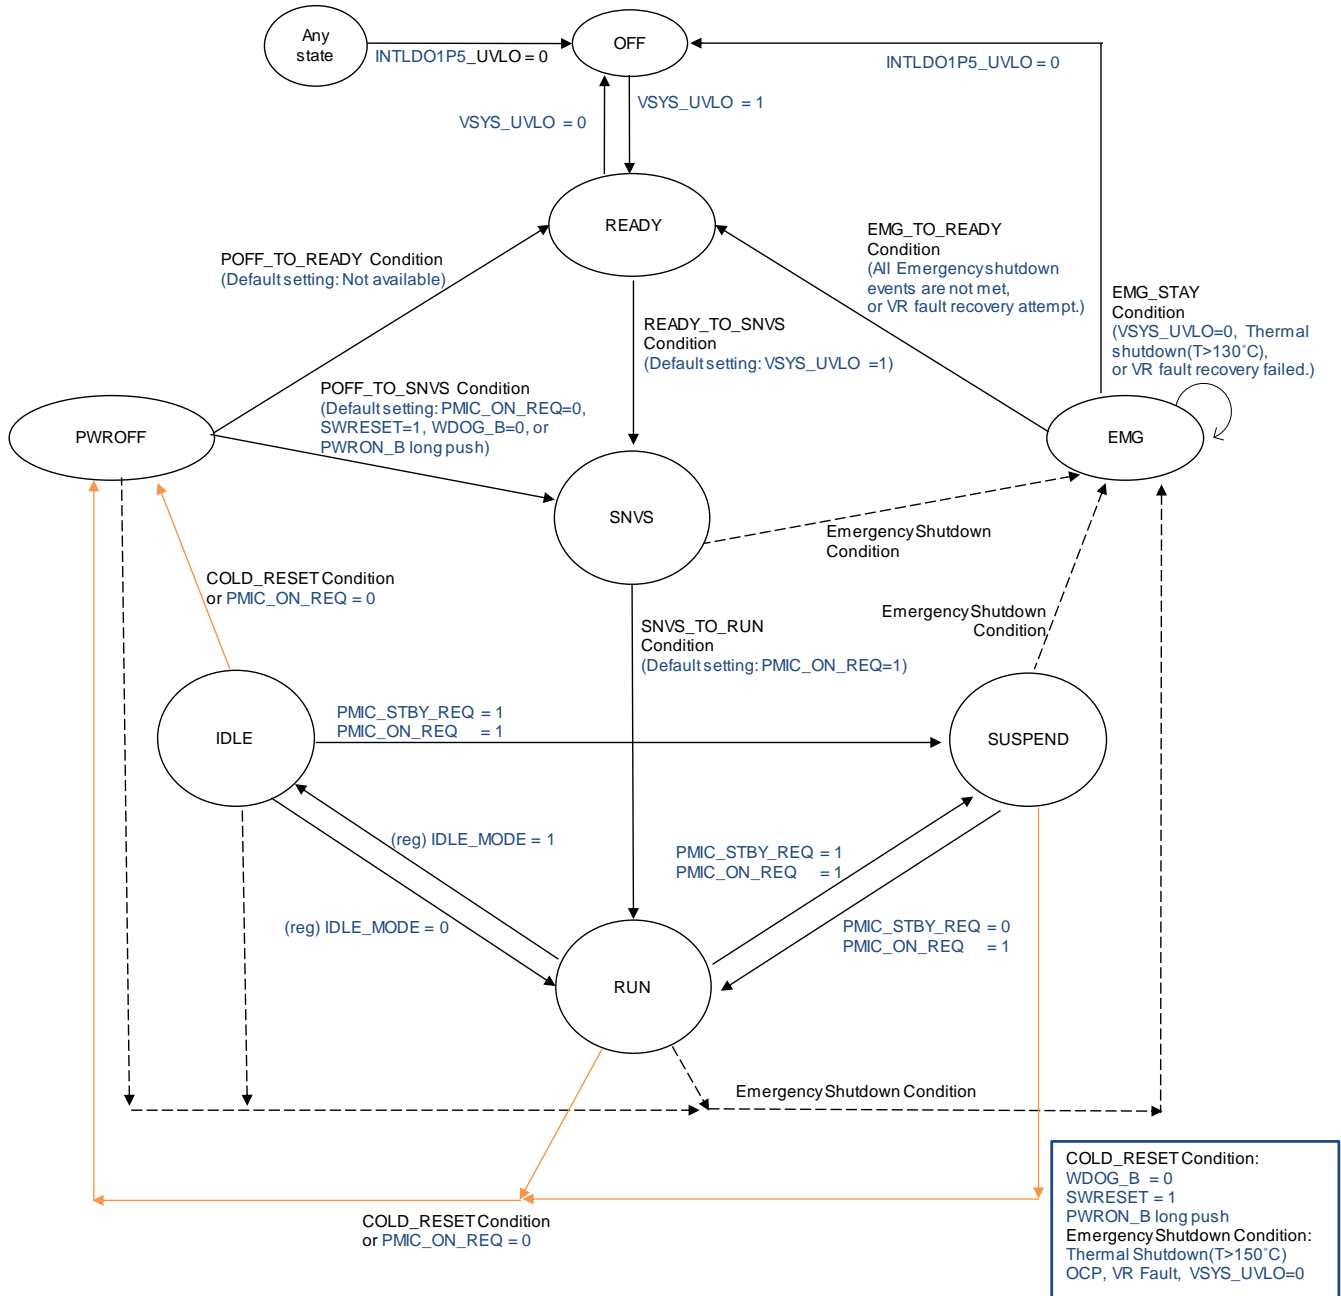 Any
state
OFF
INTLDO1P5_UVLO = 0
INTLDO1P5_UVLO = 0
VSYS_UVLO = 1
VSYS_UVLO = 0
READY
EMG_TO_READY
Condition
(All Emergency shutdown
events are not met,
or VR fault recovery attempt.)
POFF_TO_READY Condition
(Default setting: Not available)
EMG_STAY
Condition
(VSYS_UVLO=0, Thermal
shutdown(T>130°C),
or VR fault recovery failed.)
READY_TO_SNVS
Condition
(Default setting: VSYS_UVLO =1)
POFF_TO_SNVS Condition
(Default setting: PMIC_ON_REQ=0,
SWRESET=1, WDOG_B=0, or
PWRON_B long push)
PWROFF
EMG
SNVS
Emergency Shutdown
Condition
COLD_RESET Condition
or PMIC_ON_REQ = 0
Emergency Shutdown
Condition
SNVS_TO_RUN
Condition
(Default setting: PMIC_ON_REQ=1)
PMIC_STBY_REQ = 1
PMIC_ON_REQ = 1
IDLE
SUSPEND
(reg) IDLE_MODE = 1
PMIC_STBY_REQ = 1
PMIC_ON_REQ = 1
(reg) IDLE_MODE = 0
PMIC_STBY_REQ = 0
PMIC_ON_REQ = 1
RUN
Emergency Shutdown Condition
COLD_RESET Condition
or PMIC_ON_REQ = 0
COLD_RESET Condition:
WDOG_B = 0
SWRESET = 1
PWRON_B long push
Emergency Shutdown Condition:
Thermal Shutdown(T>150°C)
OCP, VR Fault, VSYS_UVLO=0